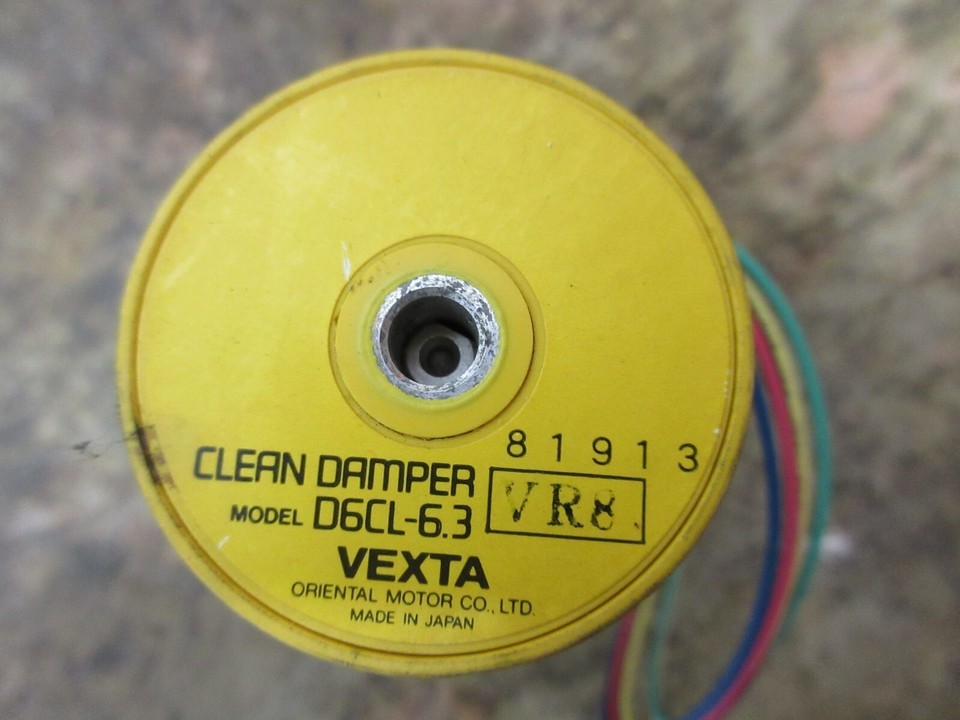 81913
CLEAN DAMPER
VR8
MODEL D6CL-6.3
VEXTA
ORIENTAL MOTOR CO., LTD.
MADE IN JAPAN